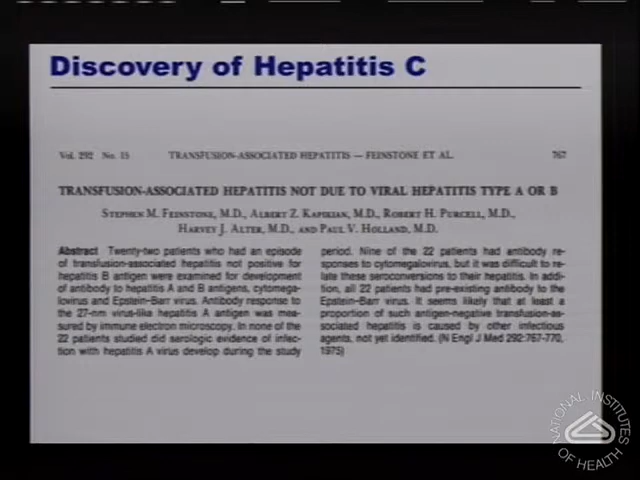 Discovery of Hepatitis C
Vol. 292 No. 15 TRANSFUSION-ASSOCIATED HEPATITIS — FEINSTONE ET AL. 767
TRANSFUSION-ASSOCIATED HEPATITIS NOT DUE TO VIRAL HEPATITIS TYPE A OR B
STEPHEN M. FEINSTONE, M.D., ALBERT Z. KAPIKIAN, M.D., ROBERT H. PURCELL, M.D.,
HARVEY J. ALTER, M.D., AND PAUL V. HOLLAND, M.D.
Abstract Twenty-two patients who had an episode
of transfusion-associated hepatitis not positive for
hepatitis B antigen were examined for development
of antibody to hepatitis A and B antigens, cytomega-
lovirus and Epstein–Barr virus. Antibody response to
the 27-nm virus-like hepatitis A antigen was mea-
sured by immune electron microscopy. In none of the
22 patients studied did serologic evidence of infec-
tion with hepatitis A virus develop during the study
period. Nine of the 22 patients had antibody re-
sponses to cytomegalovirus, but it was difficult to re-
late these seroconversions to their hepatitis. In addi-
tion, all 22 patients had pre-existing antibody to the
Epstein–Barr virus. It seems likely that at least a
proportion of such antigen-negative transfusion-as-
sociated hepatitis is caused by other infectious
agents, not yet identified. (N Engl J Med 292:767-770,
1975)
NATIONAL INSTITUTES
OF HEALTH